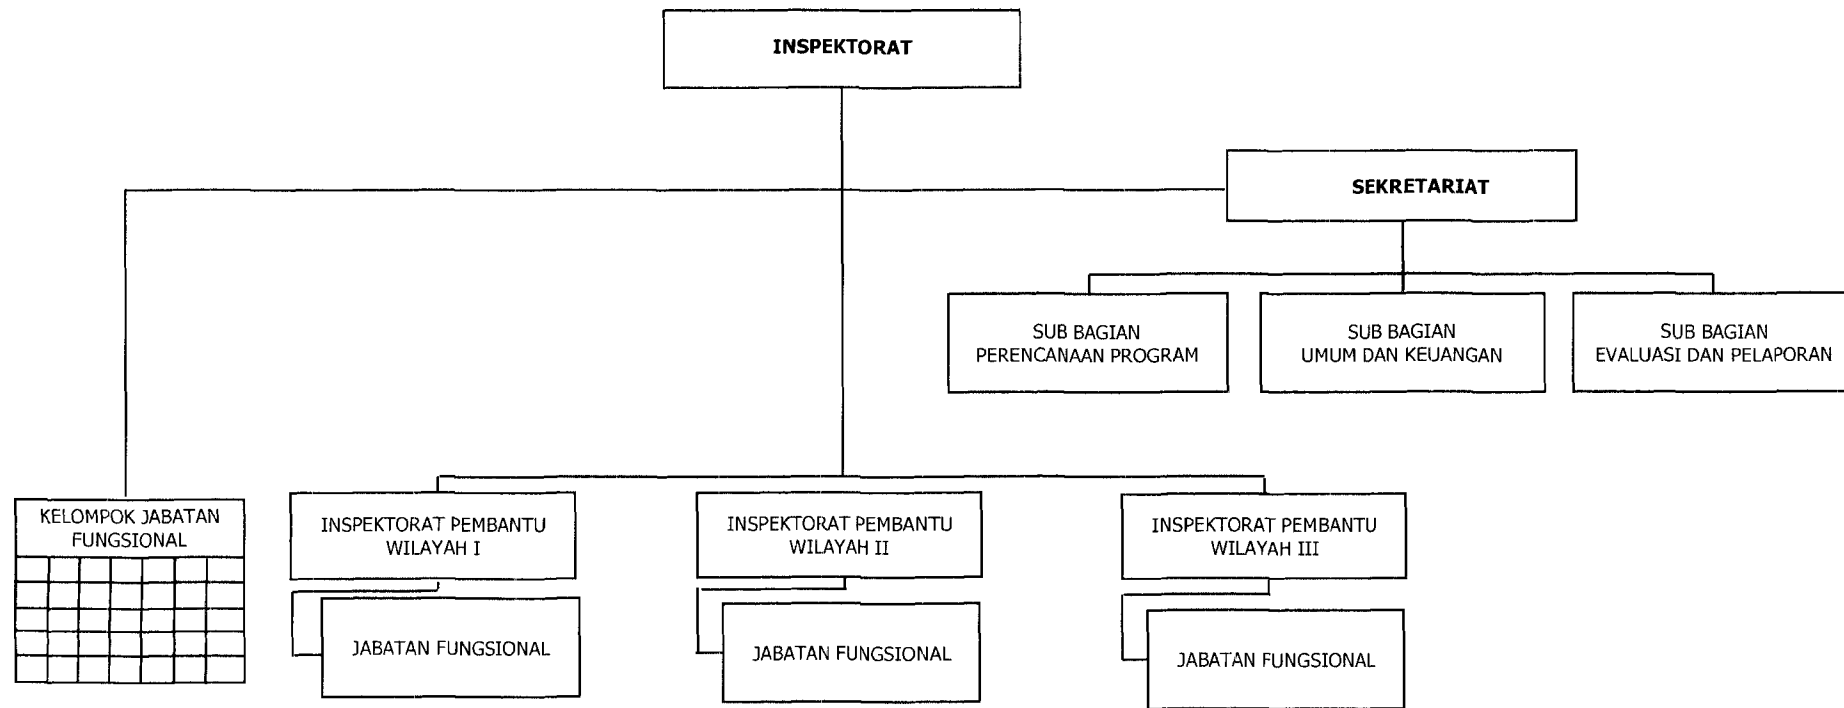 INSPEKTORAT
SEKRETARIAT
SUB BAGIAN
PERENCANAAN PROGRAM
SUB BAGIAN
UMUM DAN KEUANGAN
SUB BAGIAN
EVALUASI DAN PELAPORAN
KELOMPOK JABATAN
FUNGSIONAL
INSPEKTORAT PEMBANTU
WILAYAH I
INSPEKTORAT PEMBANTU
WILAYAH II
INSPEKTORAT PEMBANTU
WILAYAH III
JABATAN FUNGSIONAL
JABATAN FUNGSIONAL
JABATAN FUNGSIONAL